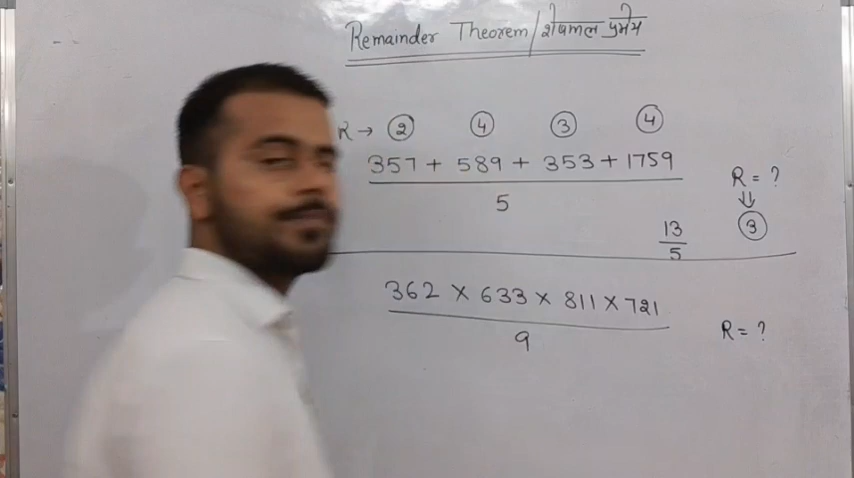 Remainder Theorem/शेषफल प्रमेय
R → 2 4 3 4
357 + 589 + 353 + 1759
5
R = ?
⇓
3
13
5
362 × 633 × 811 × 721
9
R = ?